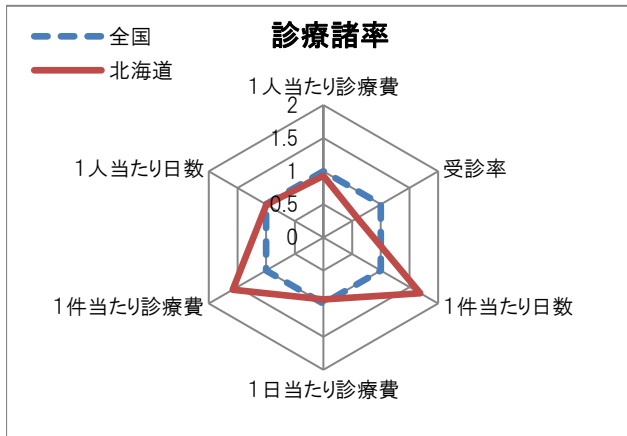 診療諸率
全国
北海道
1人当たり診療費
2
1.5
1
0.5
0
受診率
1件当たり日数
1日当たり診療費
1件当たり診療費
1人当たり日数